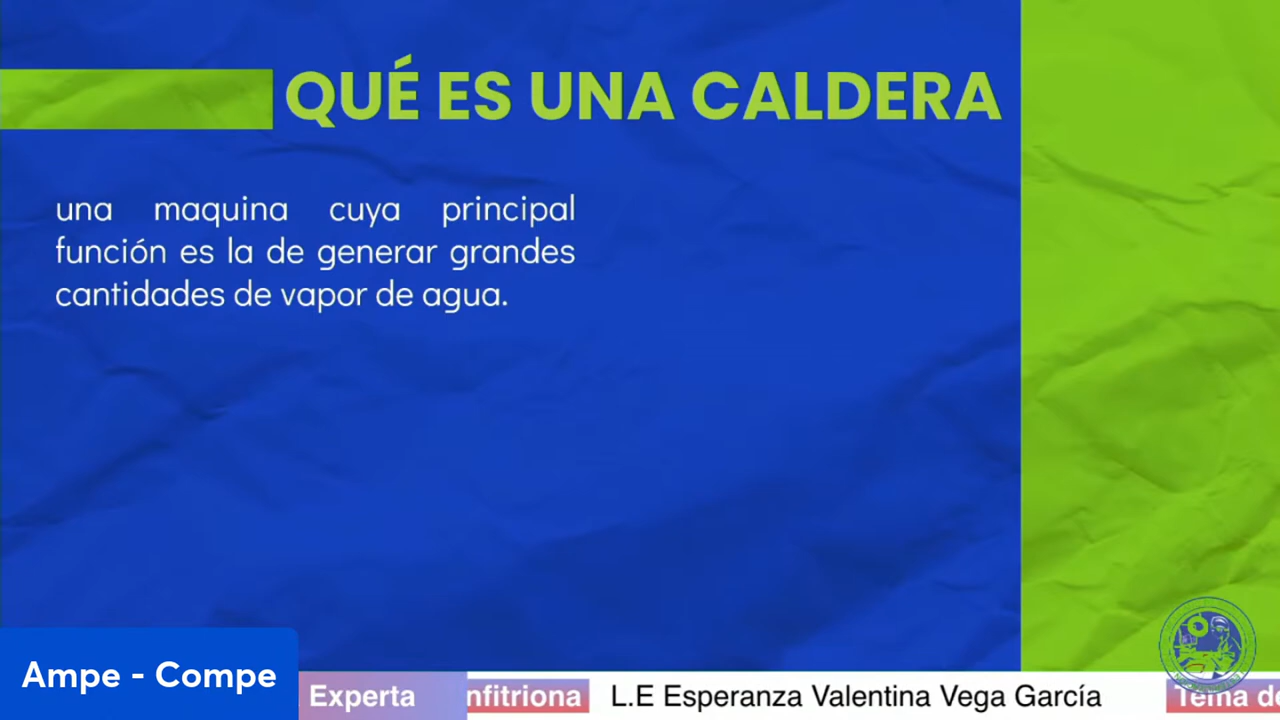 QUÉ ES UNA CALDERA
una maquina cuya principal
función es la de generar grandes
cantidades de vapor de agua.
Ampe - Compe
Experta nfitriona L.E Esperanza Valentina Vega García Tema d